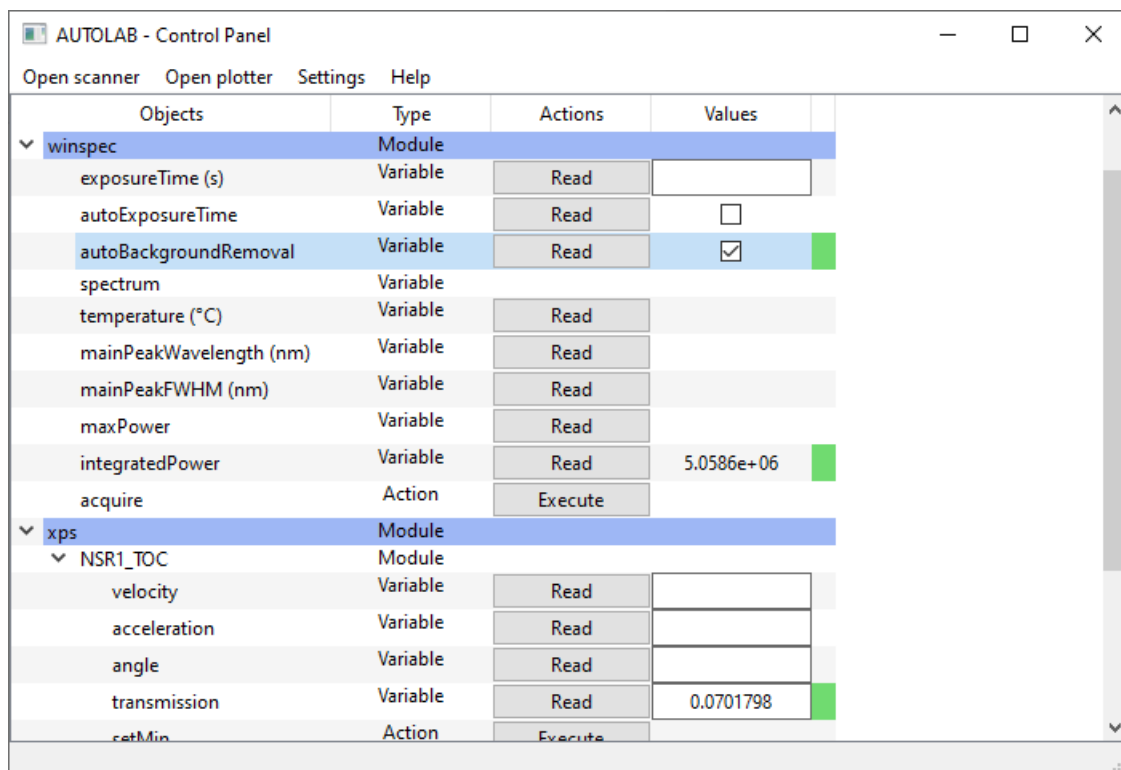 AUTOLAB - Control Panel
Open scanner Open plotter Settings Help
Objects Type Actions Values
winspec Module
exposureTime (s) Variable Read
autoExposureTime Variable Read
autoBackgroundRemoval Variable Read
spectrum Variable
temperature (°C) Variable Read
mainPeakWavelength (nm) Variable Read
mainPeakFWHM (nm) Variable Read
maxPower Variable Read
integratedPower Variable Read 5.0586e+06
acquire Action Execute
xps Module
NSR1_TOC Module
velocity Variable Read
acceleration Variable Read
angle Variable Read
transmission Variable Read 0.0701798
setMin Action Execute